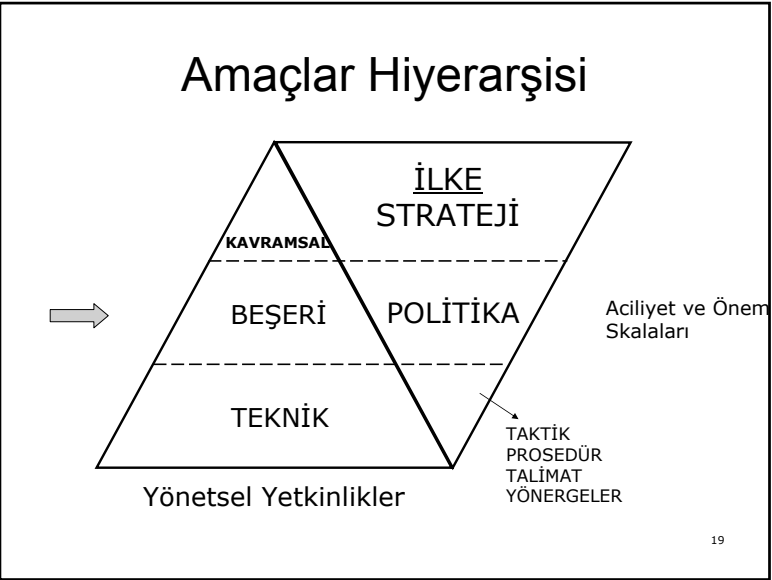 Amaçlar Hiyerarşisi
İLKE
STRATEJİ
KAVRAMSAL
BEŞERİ
POLİTİKA
Aciliyet ve Önem
Skalaları
TEKNİK
TAKTİK
PROSEDÜR
TALİMAT
YÖNERGELER
Yönetsel Yetkinlikler
19